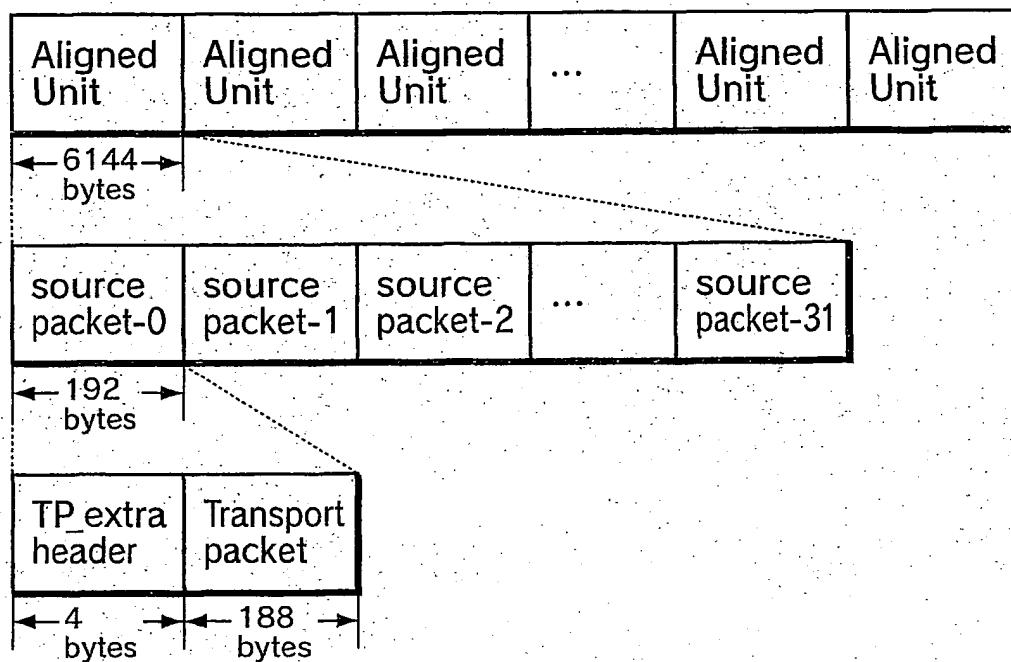 Aligned Unit
Aligned Unit
Aligned Unit
...
Aligned Unit
Aligned Unit
6144 bytes
source packet-0
source packet-1
source packet-2
...
source packet-31
192 bytes
TP_extra header
Transport packet
4 bytes
188 bytes